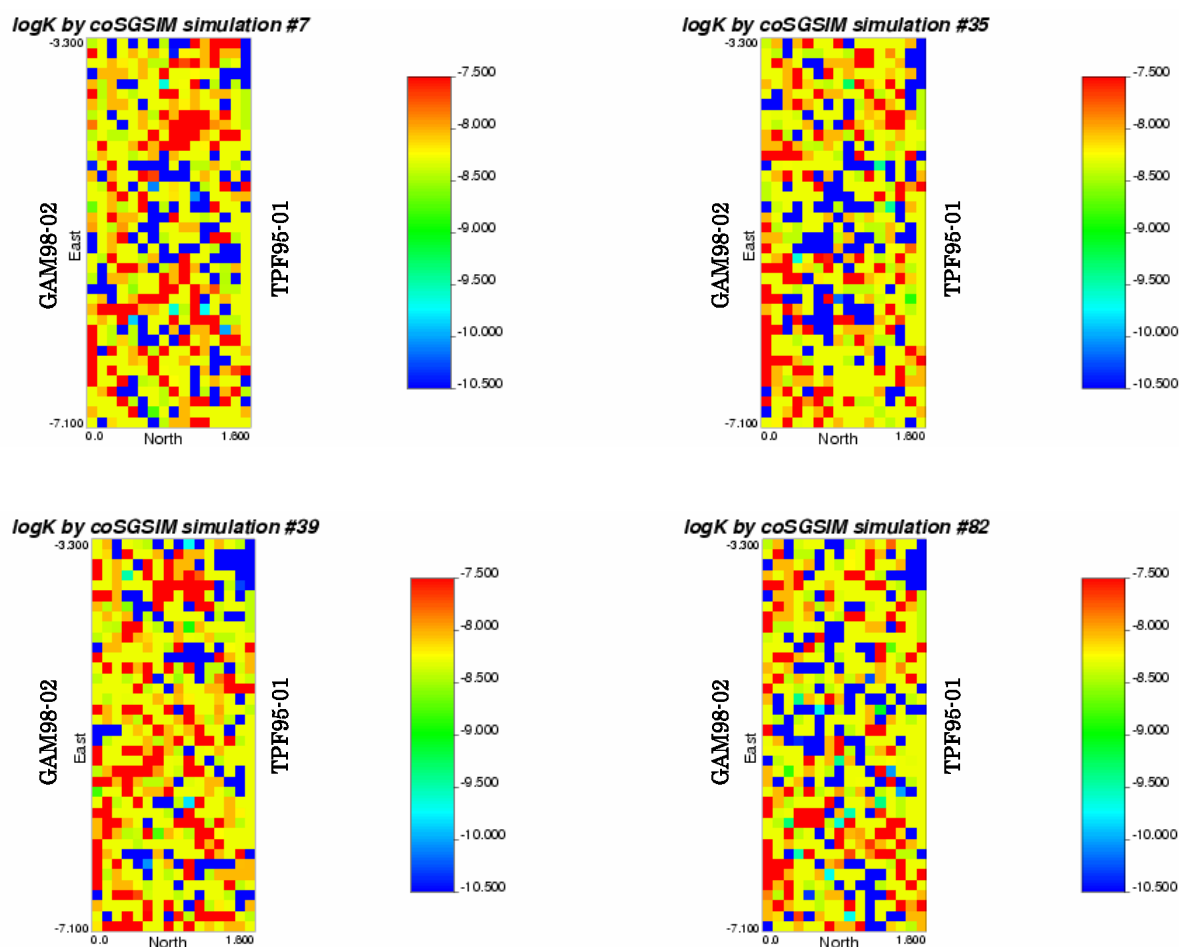 logK by coSGSIM simulation #7
-3.300
-7.100
0.0
North
1.600
East
GAM98-02
TPF95-01
-7.500
-8.000
-8.500
-9.000
-9.500
-10.000
-10.500
logK by coSGSIM simulation #35
-3.300
-7.100
0.0
North
1.600
East
GAM98-02
TPF95-01
-7.500
-8.000
-8.500
-9.000
-9.500
-10.000
-10.500
logK by coSGSIM simulation #39
-3.300
-7.100
0.0
North
1.600
East
GAM98-02
TPF95-01
-7.500
-8.000
-8.500
-9.000
-9.500
-10.000
-10.500
logK by coSGSIM simulation #82
-3.300
-7.100
0.0
North
1.600
East
GAM98-02
TPF95-01
-7.500
-8.000
-8.500
-9.000
-9.500
-10.000
-10.500